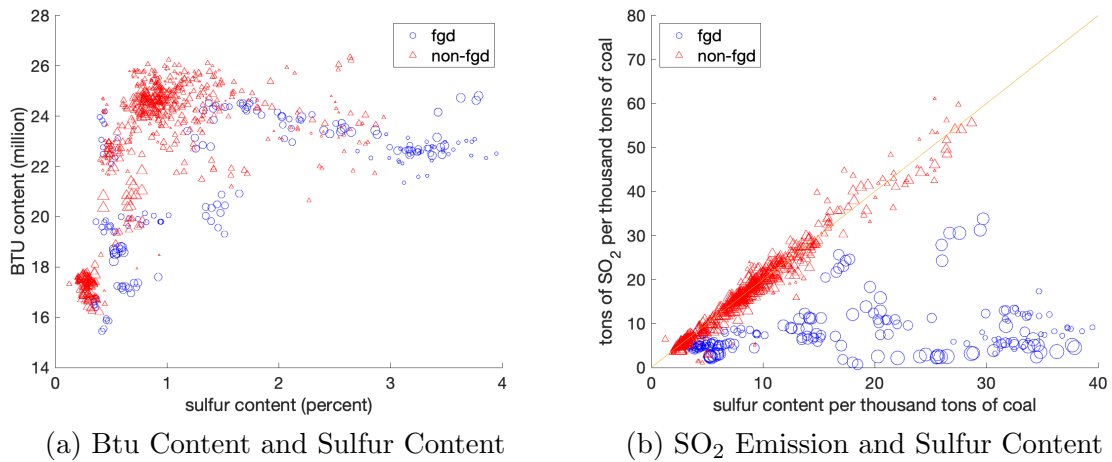 28
26
24
22
20
18
16
14
BTU content (million)
fgd
non-fgd
0
1
2
3
4
sulfur content (percent)
(a) Btu Content and Sulfur Content
80
70
60
50
40
30
20
10
0
tons of SO2 per thousand tons of coal
fgd
non-fgd
0
10
20
30
40
sulfur content per thousand tons of coal
(b) SO2 Emission and Sulfur Content